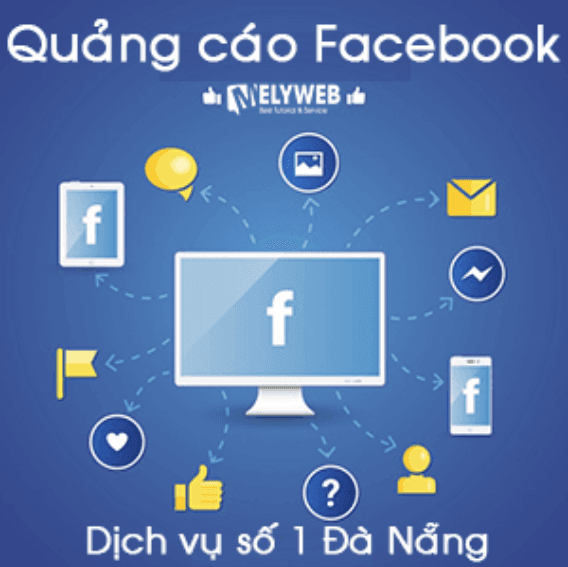 Quảng cáo Facebook
MELYWEB
Best Tutorial & Service
f
f
f
?
Dịch vụ số 1 Đà Nẵng